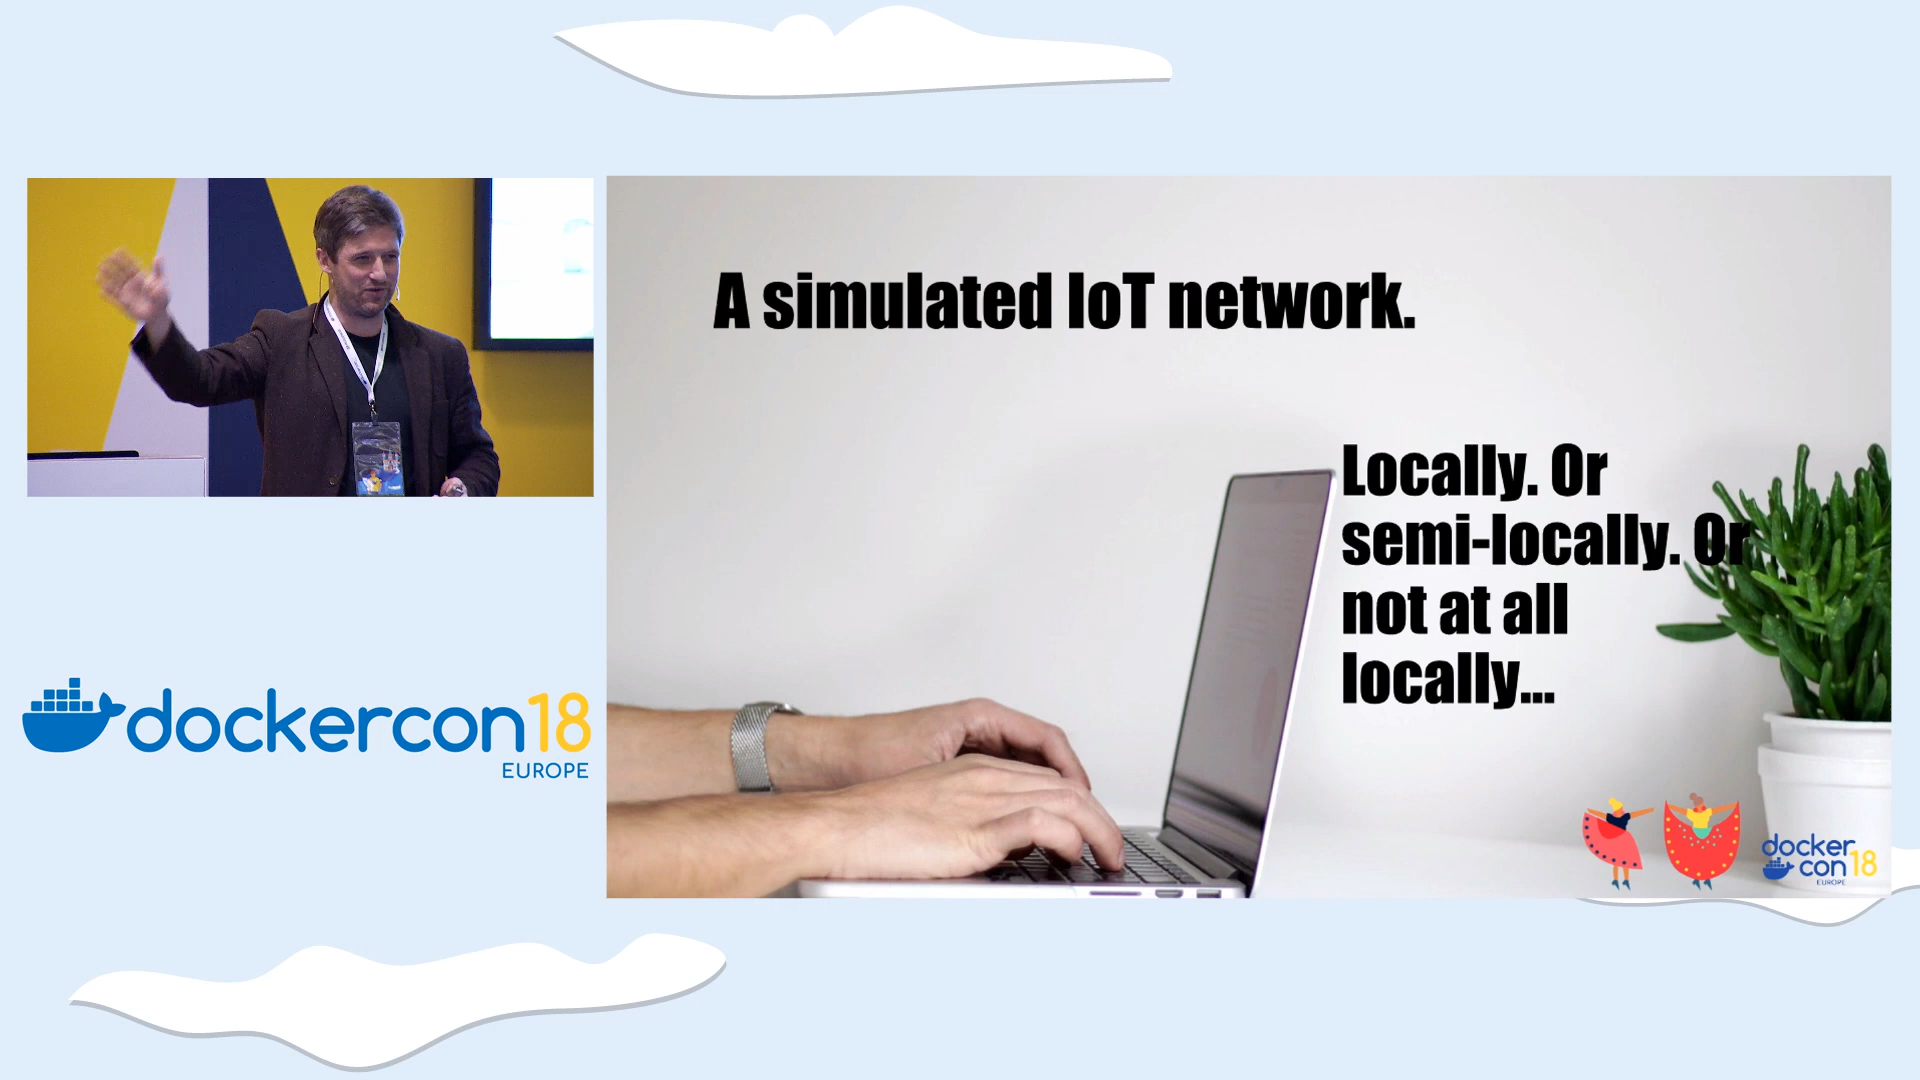 A simulated IoT network.
Locally. Or
semi-locally. Or
not at all
locally...
dockercon18
EUROPE
docker
con18
EUROPE